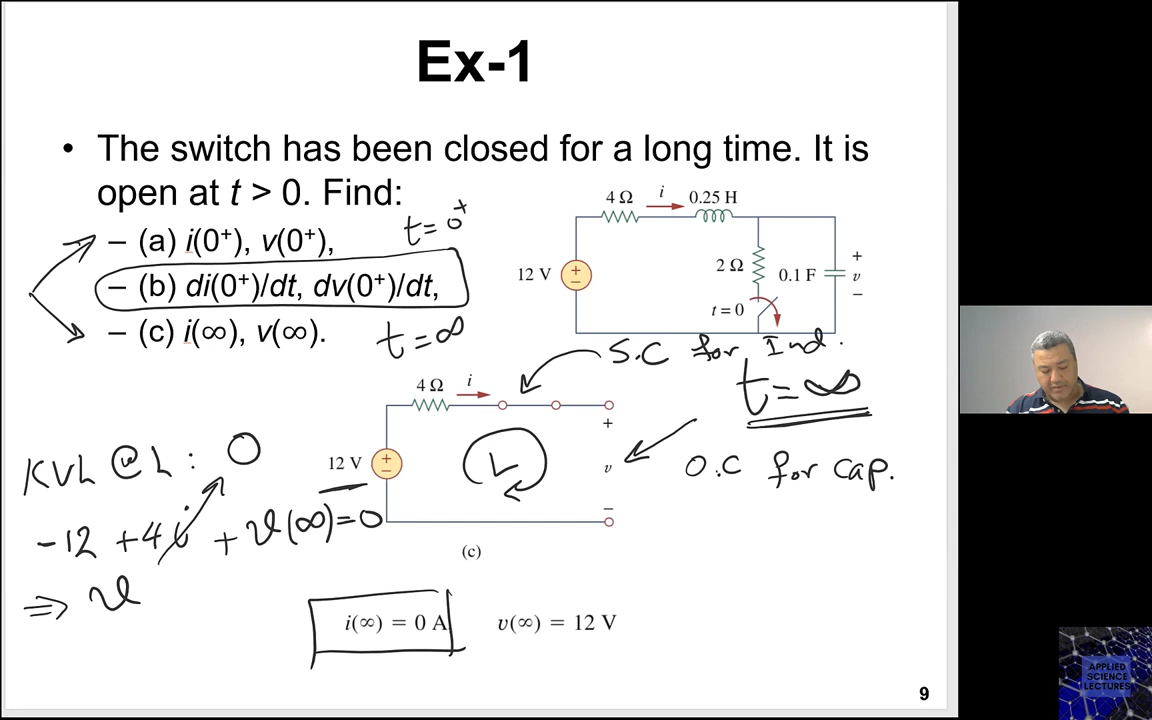 Ex-1
• The switch has been closed for a long time. It is
open at t > 0. Find:
t = 0⁺
– (a) i(0⁺), v(0⁺),
– (b) di(0⁺)/dt, dv(0⁺)/dt,
– (c) i(∞), v(∞).
t = ∞
4 Ω i 0.25 H
12 V + − 2 Ω 0.1 F + v −
t = 0
S.C for Ind.
t = ∞
4 Ω i
+
12 V + − L v O.C for cap.
−
KVL @ L : 0
-12 + 4i + v(∞) = 0
⇒ v
(c)
i(∞) = 0 A v(∞) = 12 V
9
APPLIED
SCIENCE
LECTURES